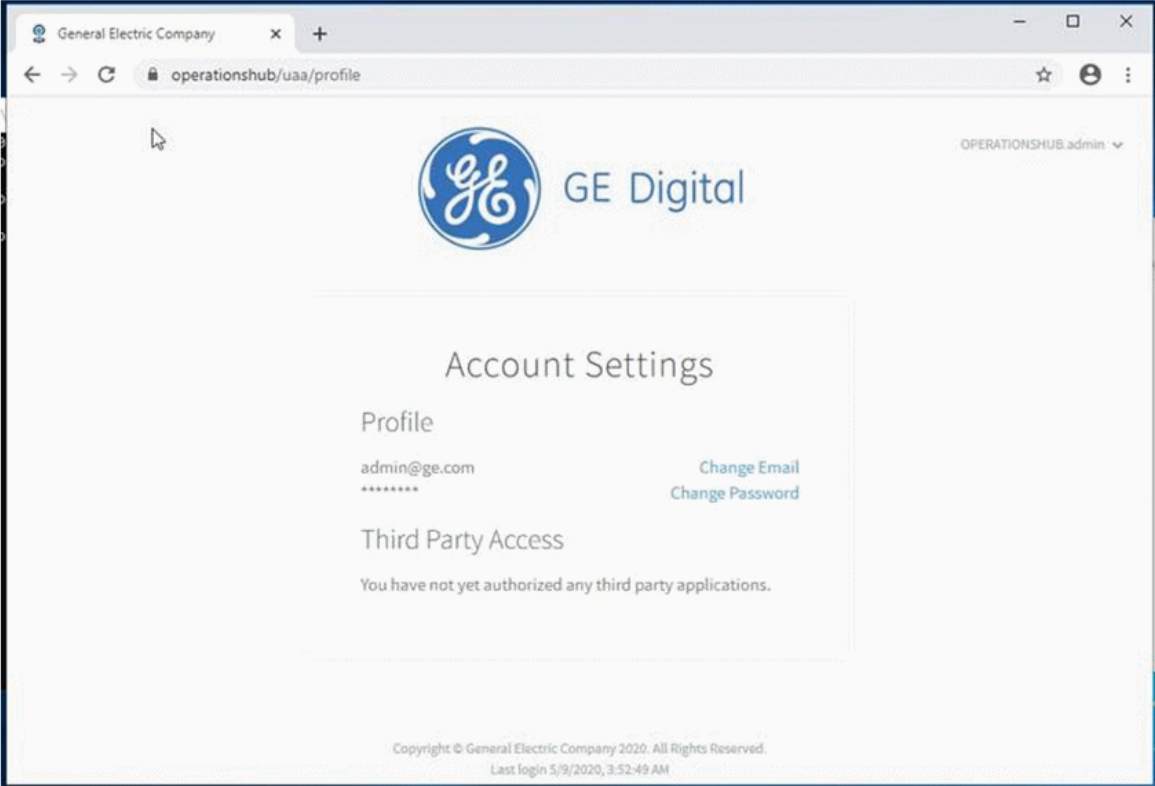 General Electric Company
operationshub/uaa/profile
OPERATIONSHUB.admin
GE Digital
Account Settings
Profile
admin@ge.com Change Email
******** Change Password
Third Party Access
You have not yet authorized any third party applications.
Copyright © General Electric Company 2020. All Rights Reserved.
Last login 5/9/2020, 3:52:49 AM